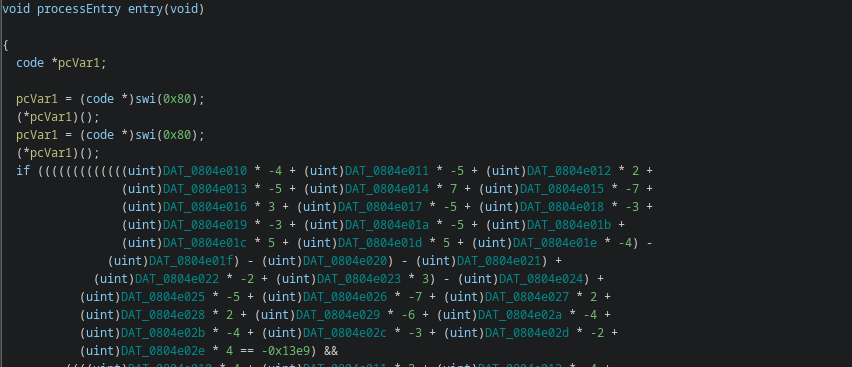 void processEntry entry(void)
{
code *pcVar1;
pcVar1 = (code *)swi(0x80);
(*pcVar1)();
pcVar1 = (code *)swi(0x80);
(*pcVar1)();
if (((((((((((((uint)DAT_0804e010 * -4 + (uint)DAT_0804e011 * -5 + (uint)DAT_0804e012 * 2 +
(uint)DAT_0804e013 * -5 + (uint)DAT_0804e014 * 7 + (uint)DAT_0804e015 * -7 +
(uint)DAT_0804e016 * 3 + (uint)DAT_0804e017 * -5 + (uint)DAT_0804e018 * -3 +
(uint)DAT_0804e019 * -3 + (uint)DAT_0804e01a * -5 + (uint)DAT_0804e01b +
(uint)DAT_0804e01c * 5 + (uint)DAT_0804e01d * 5 + (uint)DAT_0804e01e * -4) -
(uint)DAT_0804e01f) - (uint)DAT_0804e020) - (uint)DAT_0804e021) +
(uint)DAT_0804e022 * -2 + (uint)DAT_0804e023 * 3) - (uint)DAT_0804e024) +
(uint)DAT_0804e025 * -5 + (uint)DAT_0804e026 * -7 + (uint)DAT_0804e027 * 2 +
(uint)DAT_0804e028 * 2 + (uint)DAT_0804e029 * -6 + (uint)DAT_0804e02a * -4 +
(uint)DAT_0804e02b * -4 + (uint)DAT_0804e02c * -3 + (uint)DAT_0804e02d * -2 +
(uint)DAT_0804e02e * 4 == -0x13e9) &&